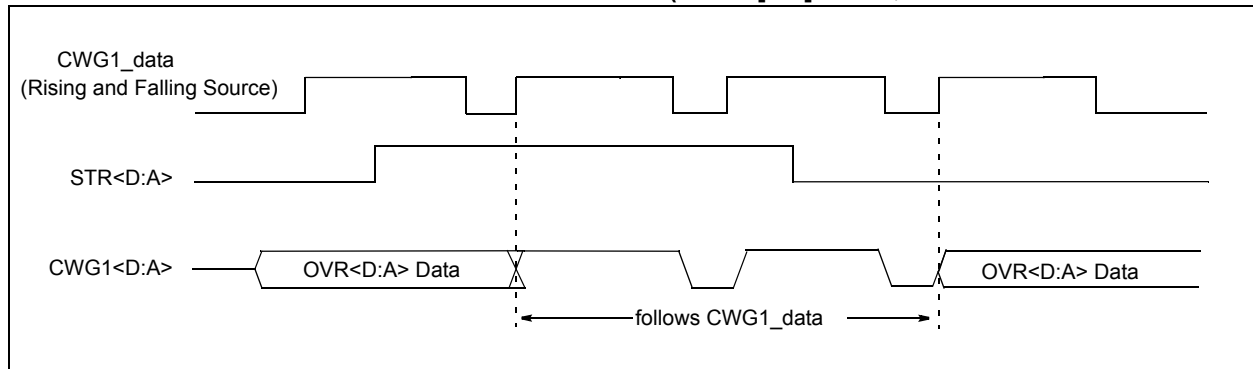 CWG1_data
(Rising and Falling Source)
STR<D:A>
CWG1<D:A>
OVR<D:A> Data
OVR<D:A> Data
follows CWG1_data